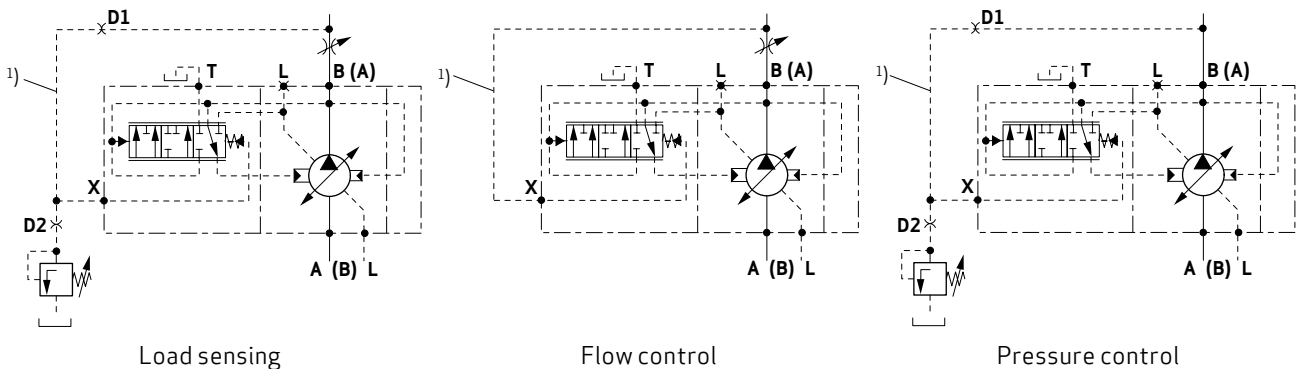 D1
1)
T
L
B (A)
X
D2
A (B) L
Load sensing
1)
T
L
B (A)
X
A (B) L
Flow control
D1
1)
T
L
B (A)
X
D2
A (B) L
Pressure control